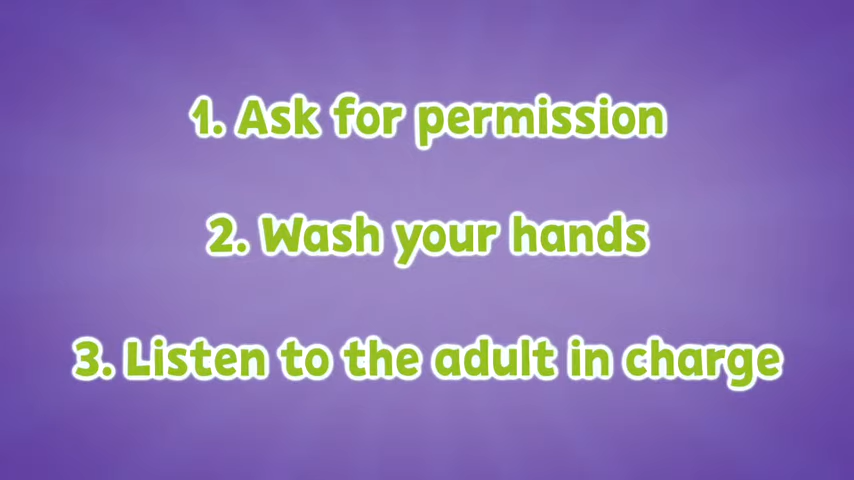 1. Ask for permission
2. Wash your hands
3. Listen to the adult in charge